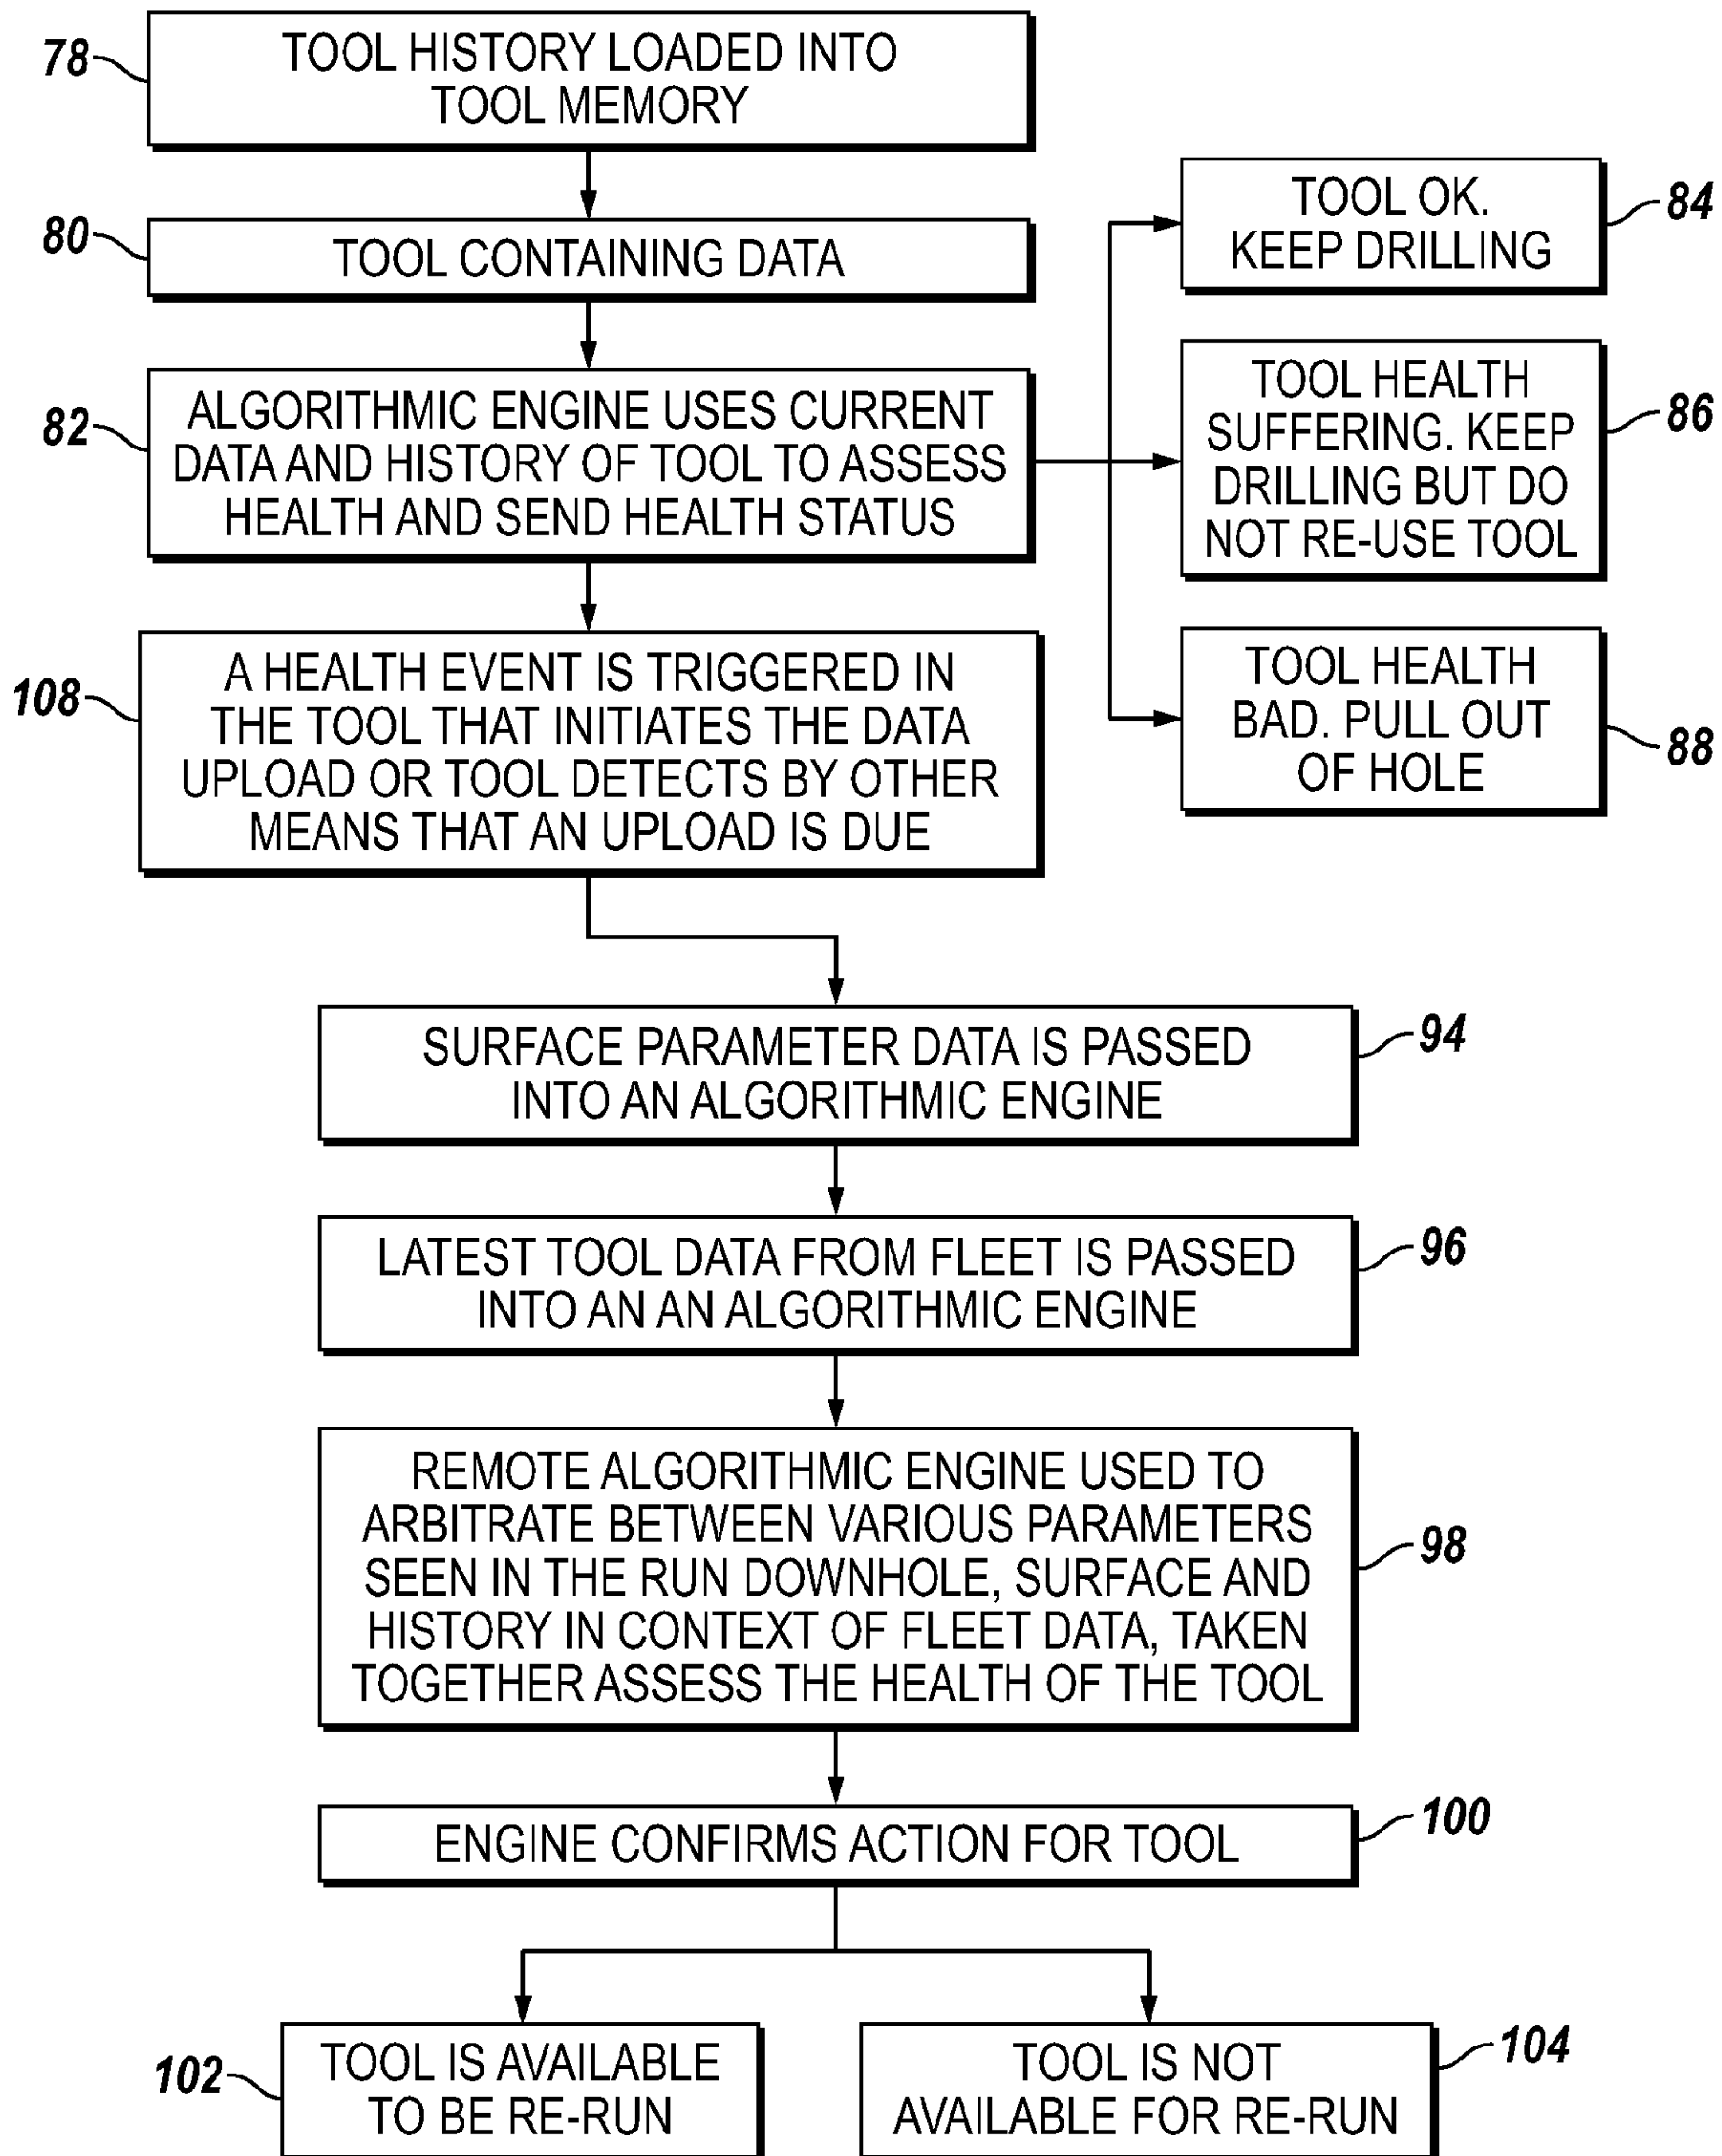 78
TOOL HISTORY LOADED INTO
TOOL MEMORY
80
TOOL CONTAINING DATA
82
ALGORITHMIC ENGINE USES CURRENT
DATA AND HISTORY OF TOOL TO ASSESS
HEALTH AND SEND HEALTH STATUS
TOOL OK.
KEEP DRILLING
84
TOOL HEALTH
SUFFERING. KEEP
DRILLING BUT DO
NOT RE-USE TOOL
86
TOOL HEALTH
BAD. PULL OUT
OF HOLE
88
108
A HEALTH EVENT IS TRIGGERED IN
THE TOOL THAT INITIATES THE DATA
UPLOAD OR TOOL DETECTS BY OTHER
MEANS THAT AN UPLOAD IS DUE
SURFACE PARAMETER DATA IS PASSED
INTO AN ALGORITHMIC ENGINE
94
LATEST TOOL DATA FROM FLEET IS PASSED
INTO AN AN ALGORITHMIC ENGINE
96
REMOTE ALGORITHMIC ENGINE USED TO
ARBITRATE BETWEEN VARIOUS PARAMETERS
SEEN IN THE RUN DOWNHOLE, SURFACE AND
HISTORY IN CONTEXT OF FLEET DATA, TAKEN
TOGETHER ASSESS THE HEALTH OF THE TOOL
98
ENGINE CONFIRMS ACTION FOR TOOL
100
102
TOOL IS AVAILABLE
TO BE RE-RUN
TOOL IS NOT
AVAILABLE FOR RE-RUN
104